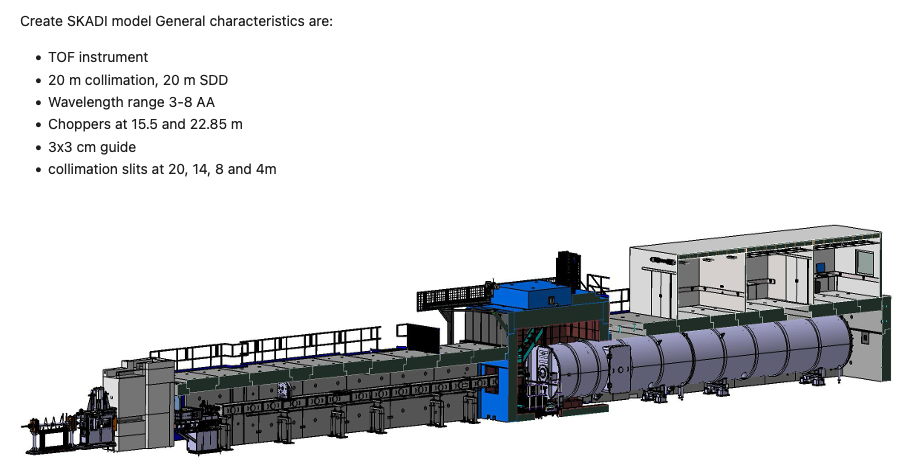 Create SKADI model General characteristics are:
• TOF instrument
• 20 m collimation, 20 m SDD
• Wavelength range 3-8 AA
• Choppers at 15.5 and 22.85 m
• 3x3 cm guide
• collimation slits at 20, 14, 8 and 4m